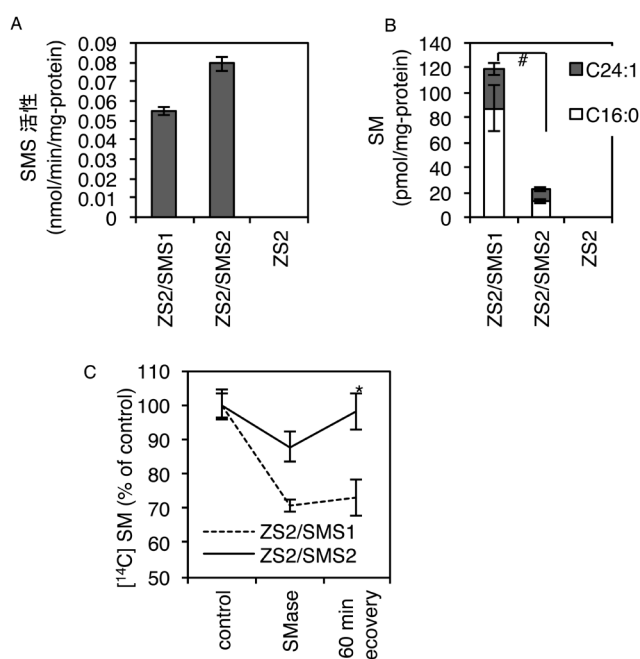 A
SMS 活性
(nmol/min/mg-protein)
0.09
0.08
0.07
0.06
0.05
0.04
0.03
0.02
0.01
0
ZS2/SMS1
ZS2/SMS2
ZS2
B
SM
(pmol/mg-protein)
140
120
100
80
60
40
20
0
#
C24:1
C16:0
ZS2/SMS1
ZS2/SMS2
ZS2
C
[¹⁴C] SM (% of control)
110
100
90
80
70
60
50
*
ZS2/SMS1
ZS2/SMS2
control
SMase
60 min
ecovery